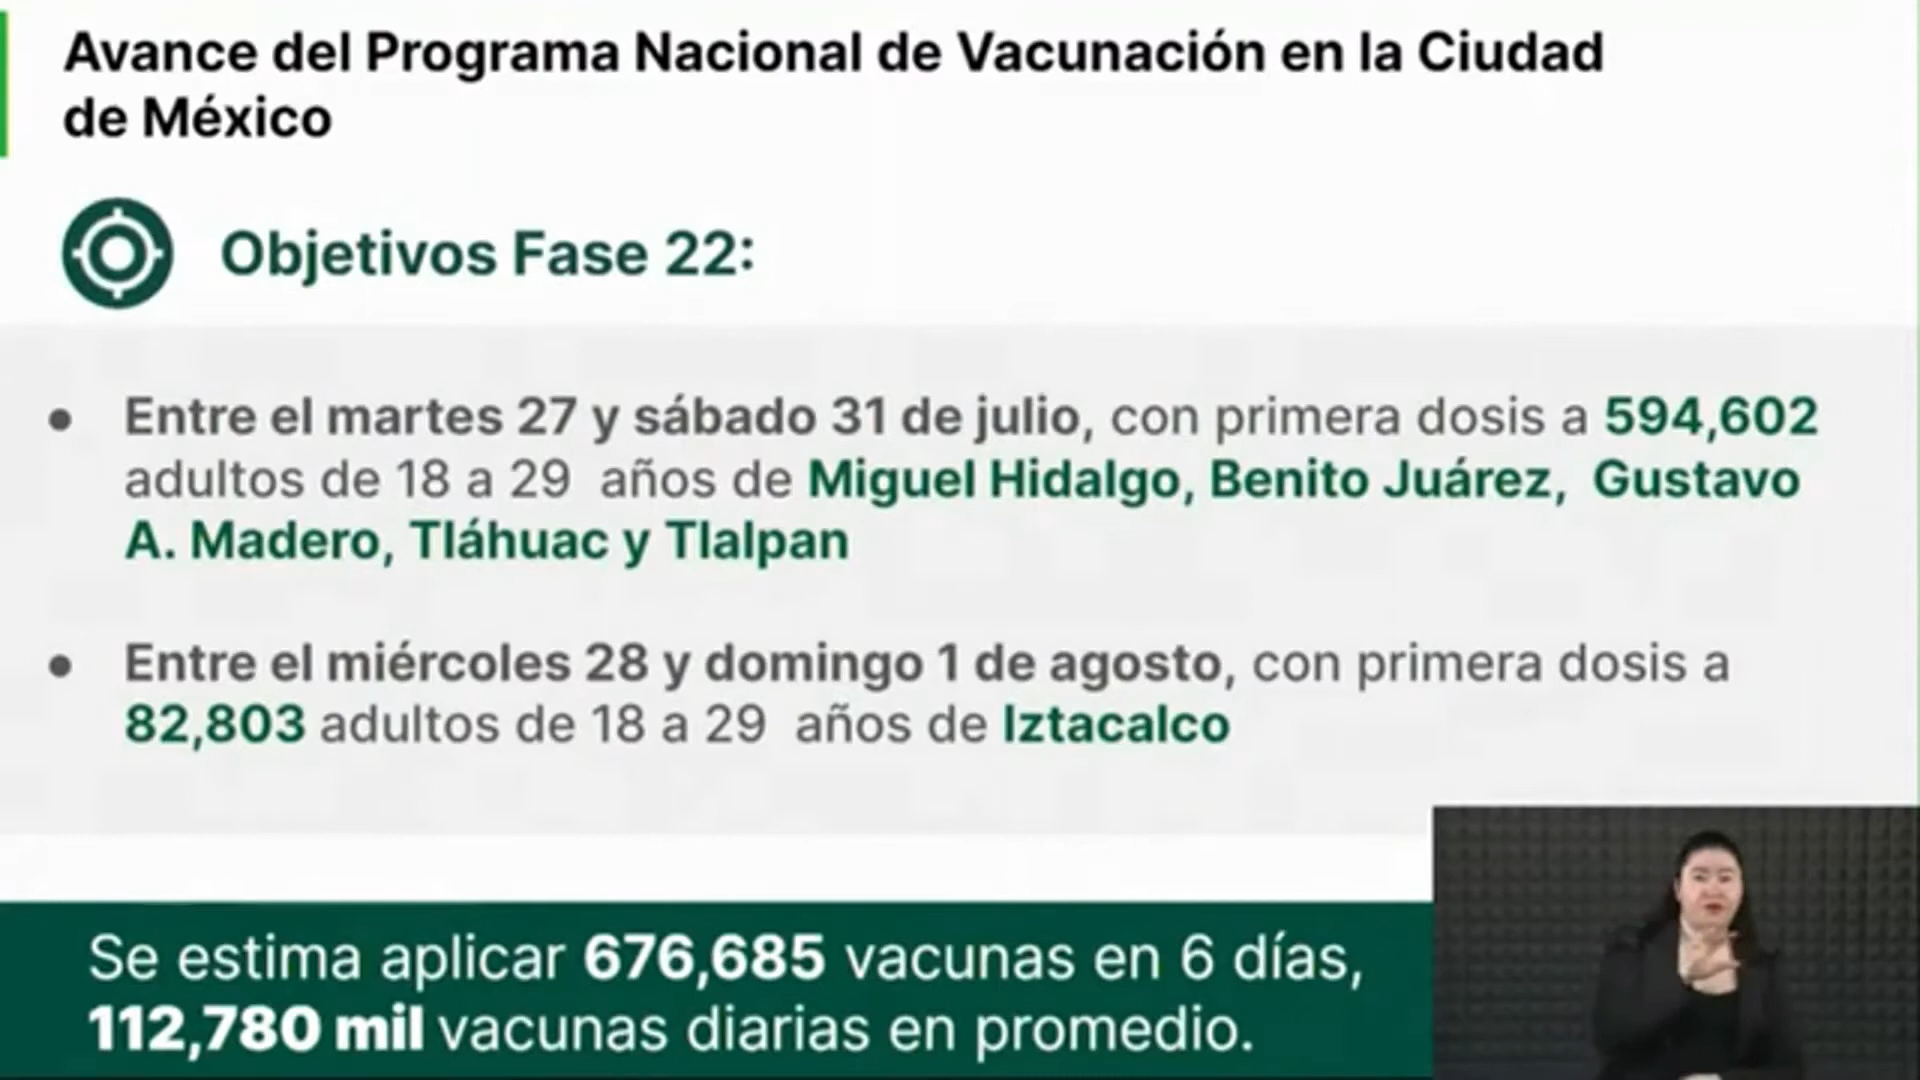 Avance del Programa Nacional de Vacunación en la Ciudad
de México
Objetivos Fase 22:
● Entre el martes 27 y sábado 31 de julio, con primera dosis a 594,602
adultos de 18 a 29 años de Miguel Hidalgo, Benito Juárez, Gustavo
A. Madero, Tláhuac y Tlalpan
● Entre el miércoles 28 y domingo 1 de agosto, con primera dosis a
82,803 adultos de 18 a 29 años de Iztacalco
Se estima aplicar 676,685 vacunas en 6 días,
112,780 mil vacunas diarias en promedio.